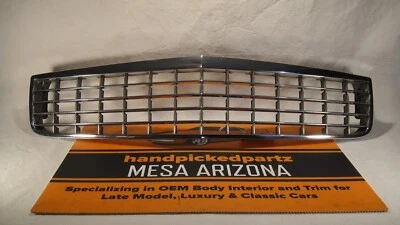 handpickedpartz
MESA ARIZONA
Specializing in OEM Body Interior and Trim for
Late Model, Luxury & Classic Cars